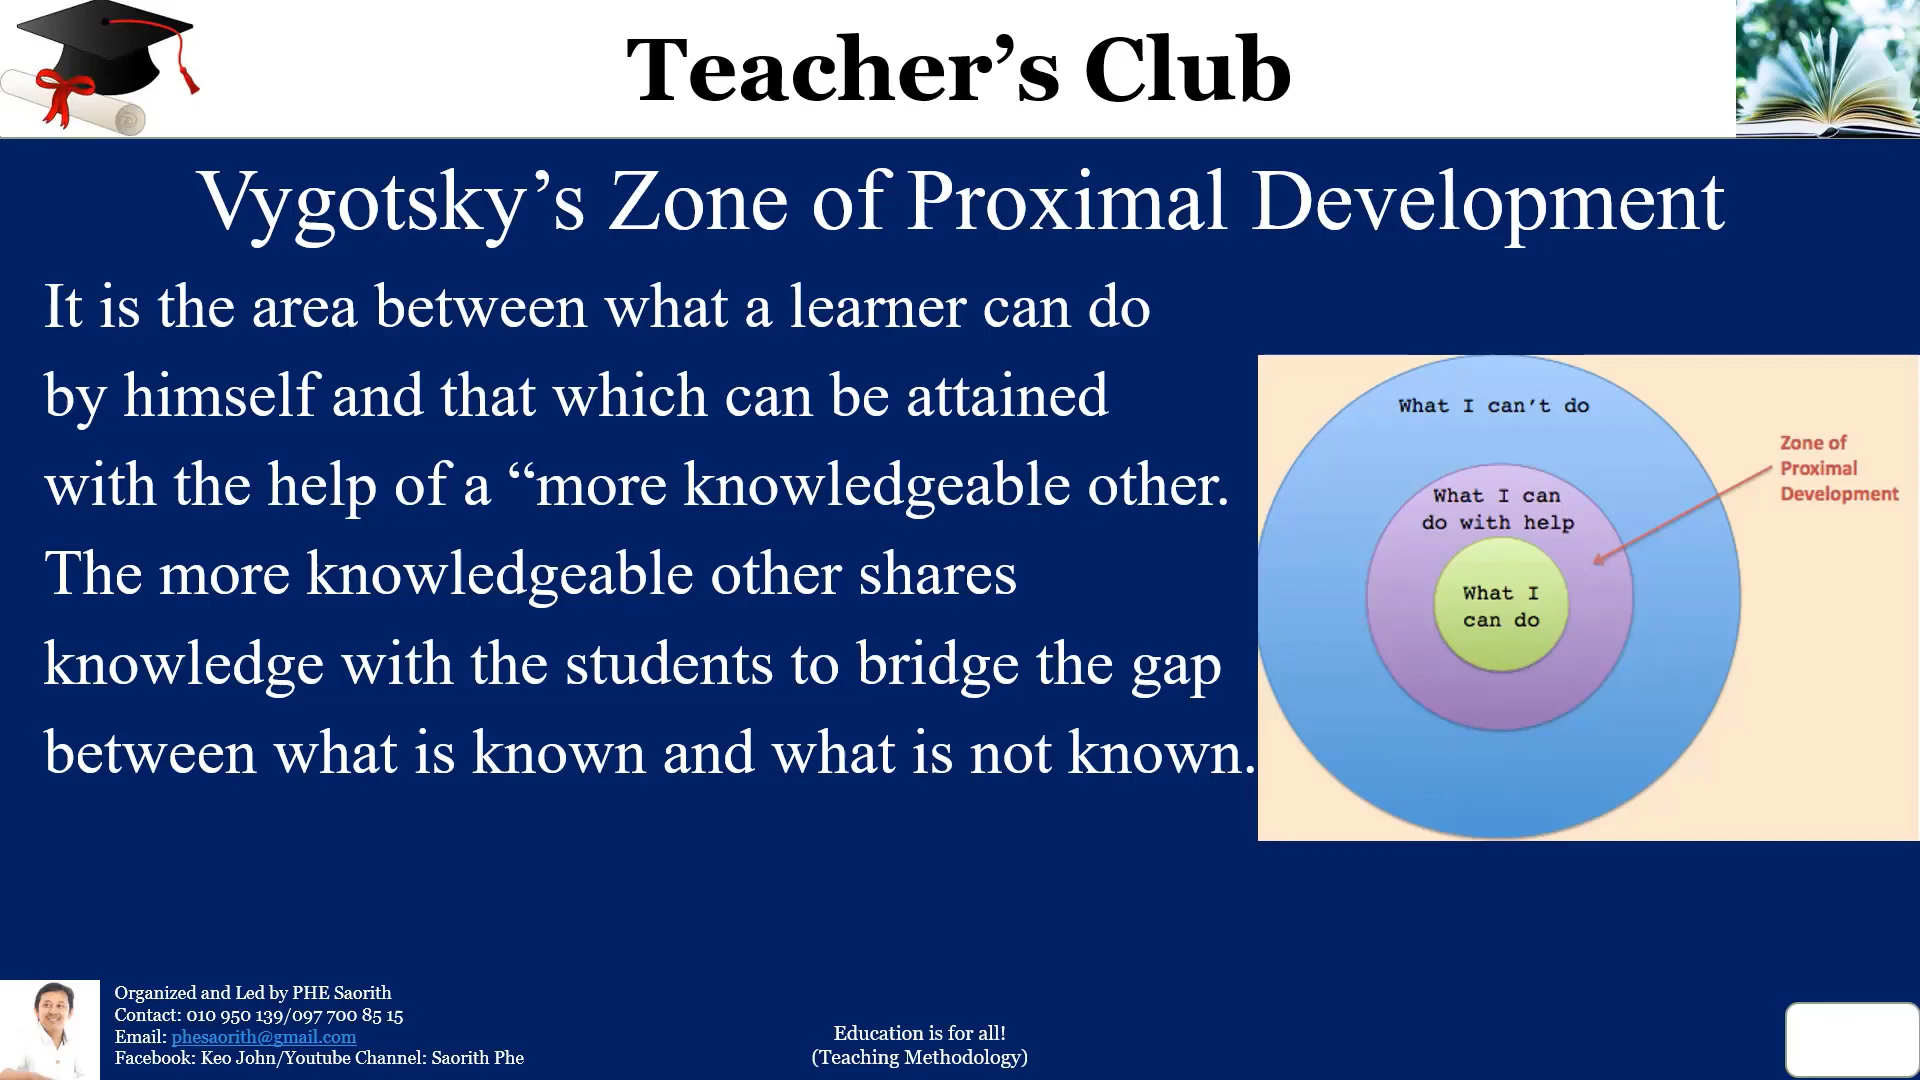 Teacher’s Club
Vygotsky’s Zone of Proximal Development
It is the area between what a learner can do
by himself and that which can be attained
with the help of a “more knowledgeable other.
The more knowledgeable other shares
knowledge with the students to bridge the gap
between what is known and what is not known.
What I can’t do
Zone of
Proximal
Development
What I can
do with help
What I
can do
Organized and Led by PHE Saorith
Contact: 010 950 139/097 700 85 15
Email: phesaorith@gmail.com
Facebook: Keo John/Youtube Channel: Saorith Phe
Education is for all!
(Teaching Methodology)